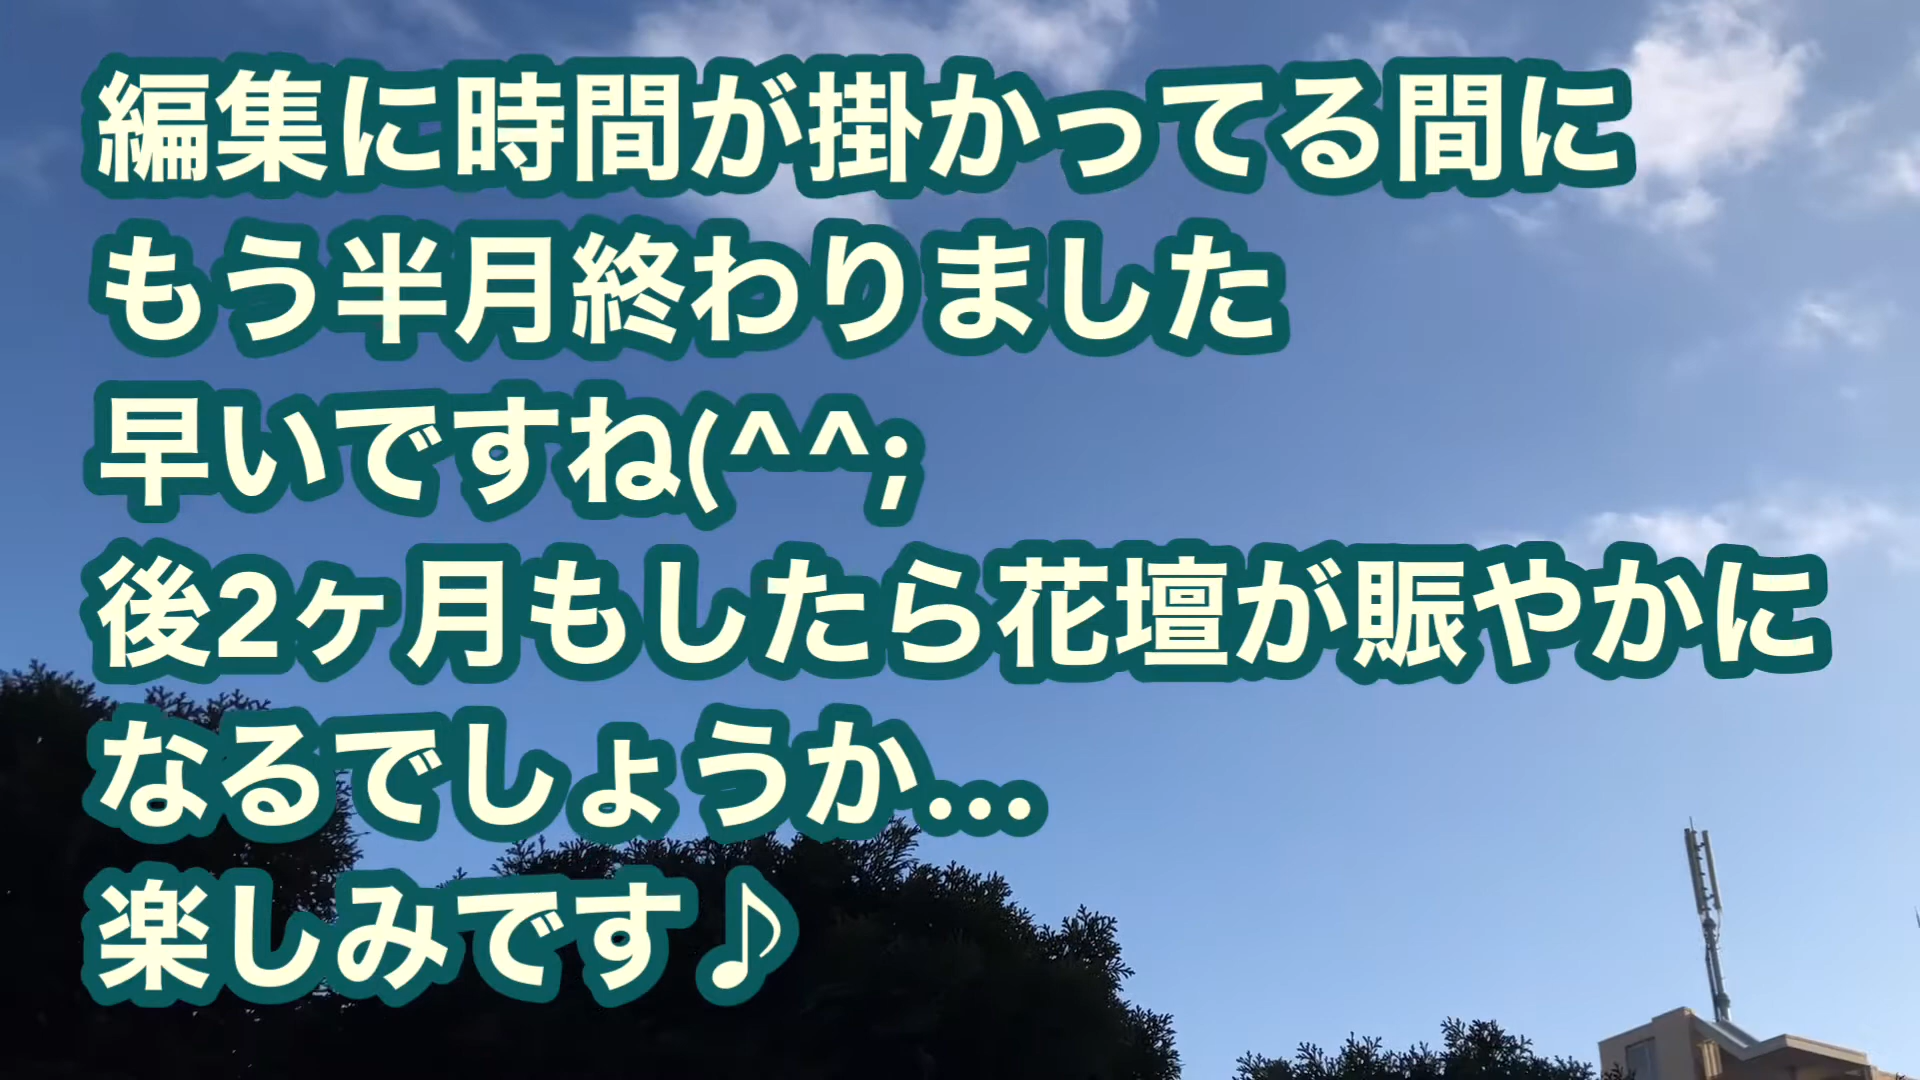 編集に時間が掛かってる間に
もう半月終わりました
早いですね(^^;
後2ヶ月もしたら花壇が賑やかに
なるでしょうか...
楽しみです♪